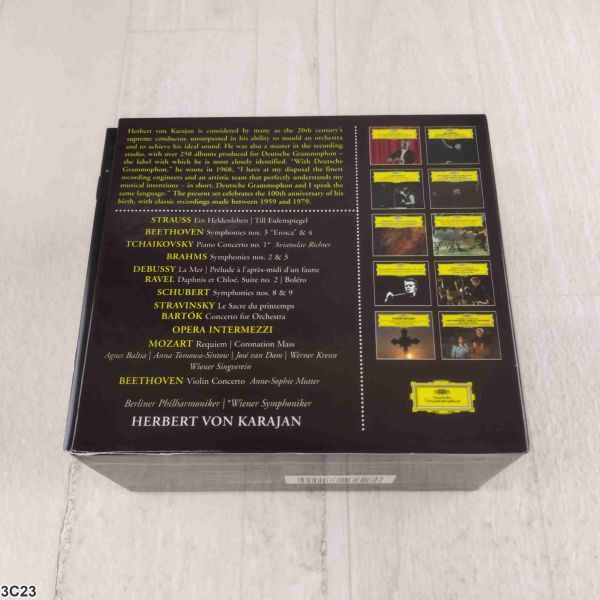 Herbert von Karajan is considered by many as the 20th century's
supreme conductor, unsurpassed in his ability to mould an orchestra
and to achieve his ideal sound. He was also a master in the recording
studio, with over 250 albums produced for Deutsche Grammophon –
the label with which he is most closely identified. "With Deutsche
Grammophon," he wrote in 1968, "I have at my disposal the finest
recording engineers and an artistic team that perfectly understands my
musical intentions – in short, Deutsche Grammophon and I speak the
same language." The present set celebrates the 100th anniversary of his
birth, with classic recordings made between 1959 and 1979.
STRAUSS Ein Heldenleben | Till Eulenspiegel
BEETHOVEN Symphonies nos. 3 "Eroica" & 4
TCHAIKOVSKY Piano Concerto no. 1* Sviatoslav Richter
BRAHMS Symphonies nos. 2 & 3
DEBUSSY La Mer | Prélude à l'après-midi d'un faune
RAVEL Daphnis et Chloé, Suite no. 2 | Boléro
SCHUBERT Symphonies nos. 8 & 9
STRAVINSKY Le Sacre du printemps
BARTÓK Concerto for Orchestra
OPERA INTERMEZZI
MOZART Requiem | Coronation Mass
Agnes Baltsa | Anna Tomowa-Sintow | José van Dam | Werner Krenn
Wiener Singverein
BEETHOVEN Violin Concerto Anne-Sophie Mutter
Berliner Philharmoniker | *Wiener Symphoniker
HERBERT VON KARAJAN
Deutsche
Grammophon
3C23